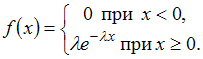 f(x) = { 0 при x < 0,
λe^{-λx} при x ≥ 0.